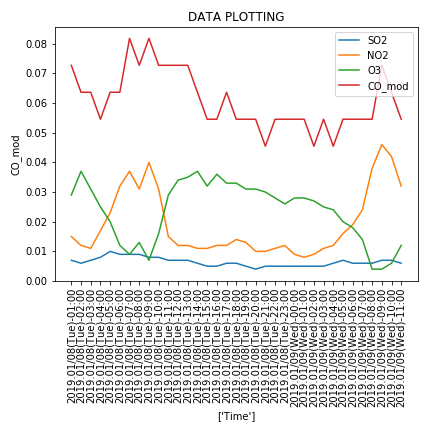 DATA PLOTTING
SO2
NO2
O3
CO_mod
0.08
0.07
0.06
0.05
0.04
0.03
0.02
0.01
0.00
CO_mod
2019.01/08(Tue)-01:00
2019.01/08(Tue)-02:00
2019.01/08(Tue)-03:00
2019.01/08(Tue)-04:00
2019.01/08(Tue)-05:00
2019.01/08(Tue)-06:00
2019.01/08(Tue)-07:00
2019.01/08(Tue)-08:00
2019.01/08(Tue)-09:00
2019.01/08(Tue)-10:00
2019.01/08(Tue)-11:00
2019.01/08(Tue)-12:00
2019.01/08(Tue)-13:00
2019.01/08(Tue)-14:00
2019.01/08(Tue)-15:00
2019.01/08(Tue)-16:00
2019.01/08(Tue)-17:00
2019.01/08(Tue)-18:00
2019.01/08(Tue)-19:00
2019.01/08(Tue)-20:00
2019.01/08(Tue)-21:00
2019.01/08(Tue)-22:00
2019.01/08(Tue)-23:00
2019.01/09(Wed)-00:00
2019.01/09(Wed)-01:00
2019.01/09(Wed)-02:00
2019.01/09(Wed)-03:00
2019.01/09(Wed)-04:00
2019.01/09(Wed)-05:00
2019.01/09(Wed)-06:00
2019.01/09(Wed)-07:00
2019.01/09(Wed)-08:00
2019.01/09(Wed)-09:00
2019.01/09(Wed)-10:00
2019.01/09(Wed)-11:00
['Time']